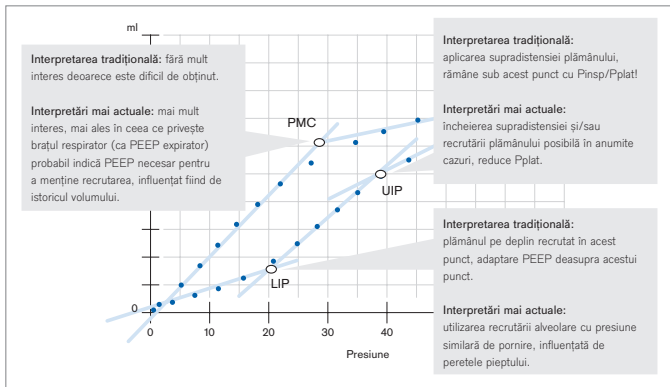 ml
Interpretarea tradițională: fără mult
interes deoarece este dificil de obținut.
Interpretări mai actuale: mai mult
interes, mai ales în ceea ce privește
brațul respirator (ca PEEP expirator)
probabil indică PEEP necesar pentru
a menține recrutarea, influențat fiind de
istoricul volumului.
Interpretarea tradițională:
aplicarea supradistensiei plămânului,
rămâne sub acest punct cu Pinsp/Pplat!
Interpretări mai actuale:
încheierea supradistensiei și/sau
recrutării plămânului posibilă în anumite
cazuri, reduce Pplat.
PMC
UIP
LIP
Interpretarea tradițională:
plămânul pe deplin recrutat în acest
punct, adaptare PEEP deasupra acestui
punct.
Interpretări mai actuale:
utilizarea recrutării alveolare cu presiune
similară de pornire, influențată de
peretele pieptului.
0
0 10 20 30 40
Presiune